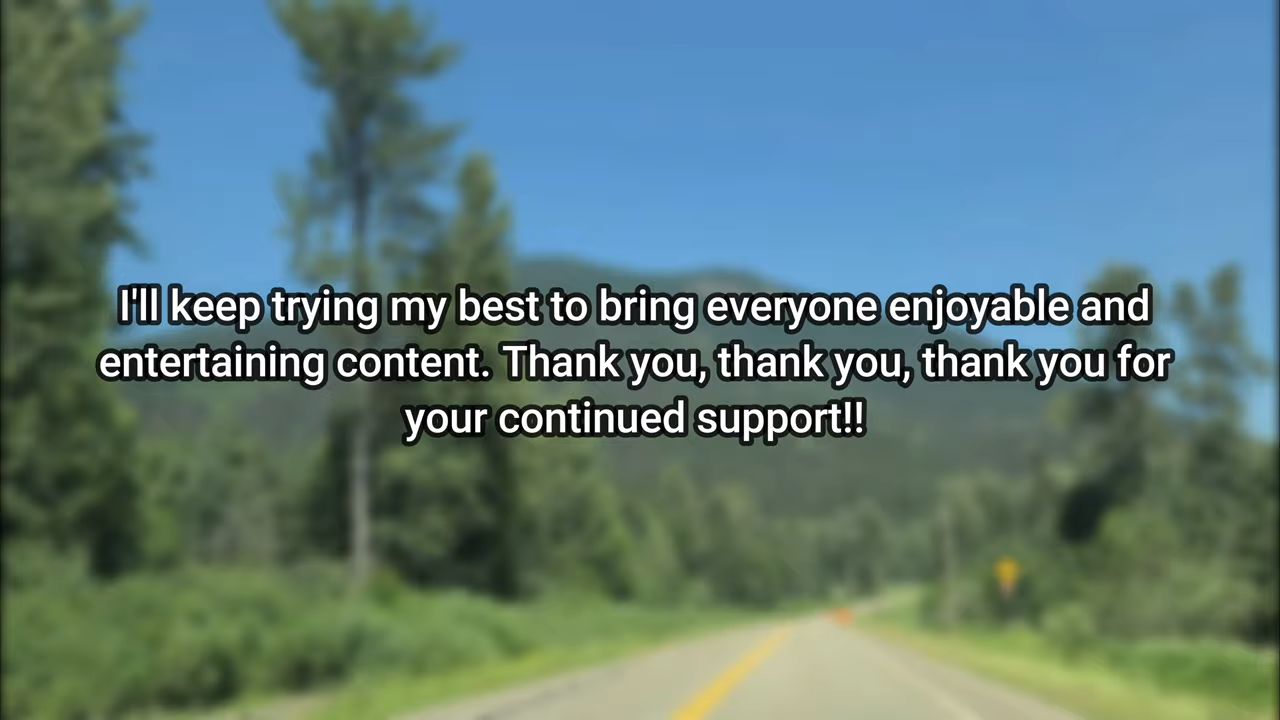 I'll keep trying my best to bring everyone enjoyable and
entertaining content. Thank you, thank you, thank you for
your continued support!!